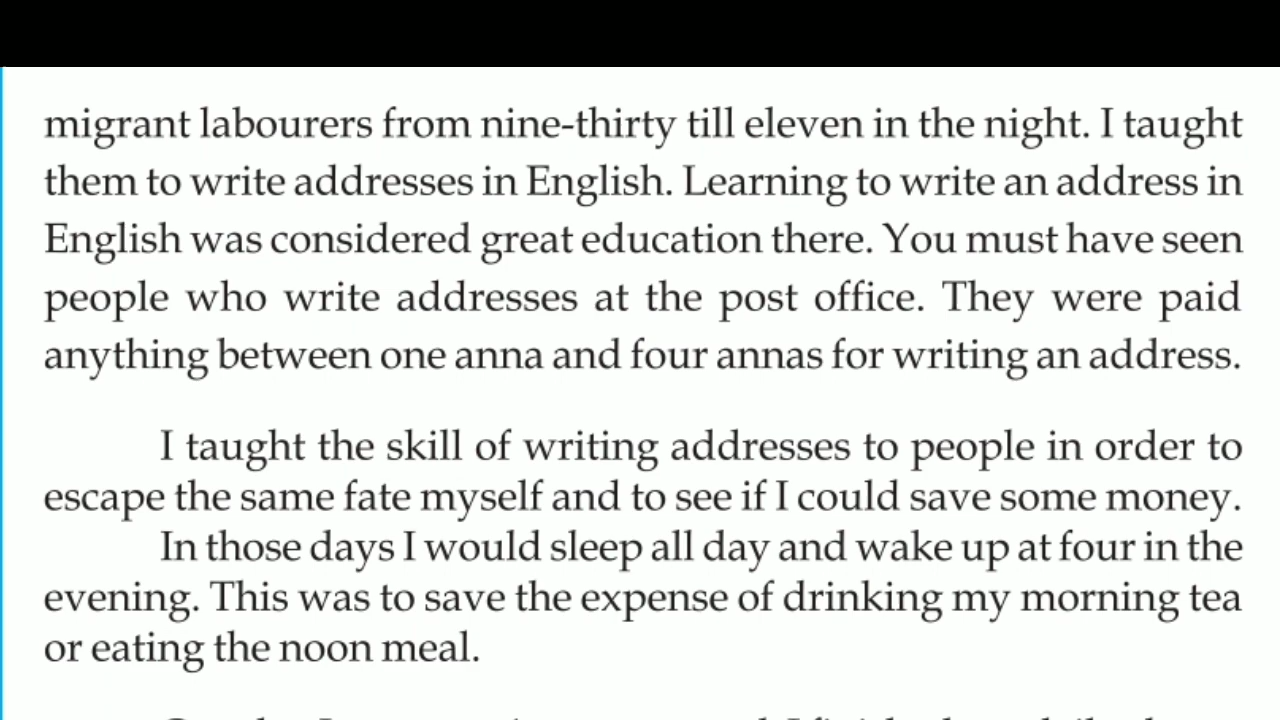 migrant labourers from nine-thirty till eleven in the night. I taught
them to write addresses in English. Learning to write an address in
English was considered great education there. You must have seen
people who write addresses at the post office. They were paid
anything between one anna and four annas for writing an address.
I taught the skill of writing addresses to people in order to
escape the same fate myself and to see if I could save some money.
In those days I would sleep all day and wake up at four in the
evening. This was to save the expense of drinking my morning tea
or eating the noon meal.